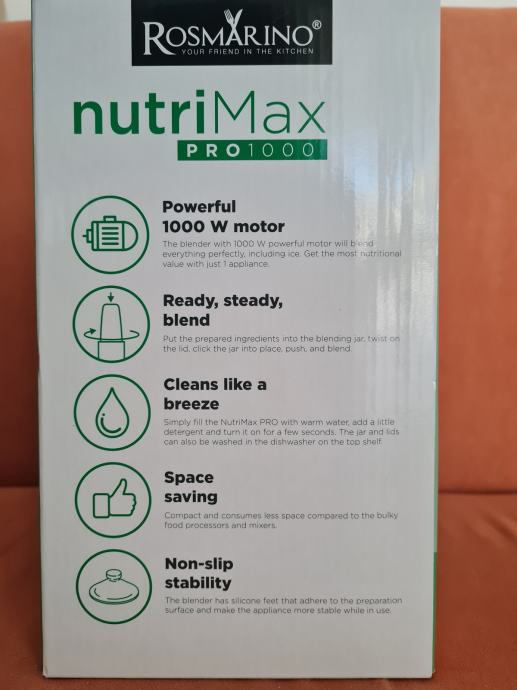 ROSMARINO®
YOUR FRIEND IN THE KITCHEN
nutriMax
PRO1000
Powerful
1000 W motor
The blender with 1000 W powerful motor will blend
everything perfectly, including ice. Get the most nutritional
value with just 1 appliance.
Ready, steady,
blend
Put the prepared ingredients into the blending jar, twist on
the lid, click the jar into place, push, and blend.
Cleans like a
breeze
Simply fill the NutriMax PRO with warm water, add a little
detergent and turn it on for a few seconds. The jar and lids
can also be washed in the dishwasher on the top shelf.
Space
saving
Compact and consumes less space compared to the bulky
food processors and mixers.
Non-slip
stability
The blender has silicone feet that adhere to the preparation
surface and make the appliance more stable while in use.